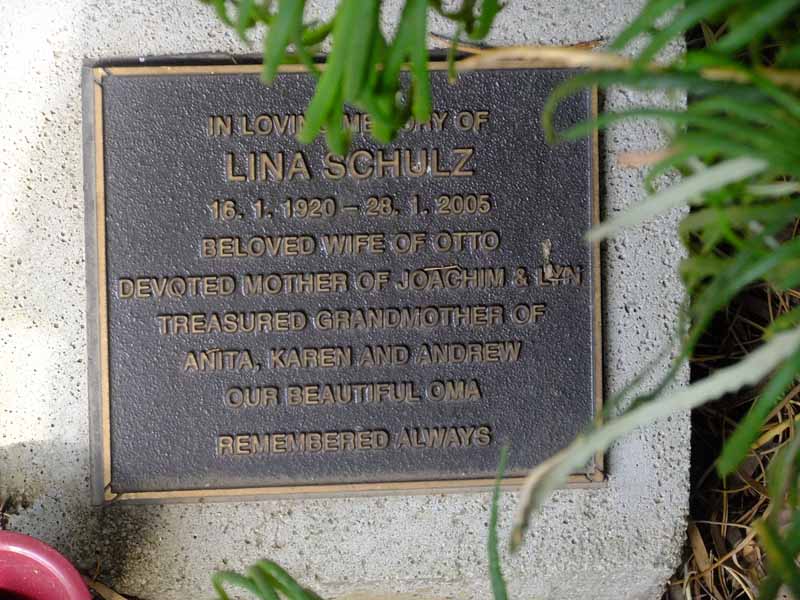 IN LOVING MEMORY OF
LINA SCHULZ
16. 1. 1920 – 28. 1. 2005
BELOVED WIFE OF OTTO
DEVOTED MOTHER OF JOACHIM & LYN
TREASURED GRANDMOTHER OF
ANITA, KAREN AND ANDREW
OUR BEAUTIFUL OMA
REMEMBERED ALWAYS